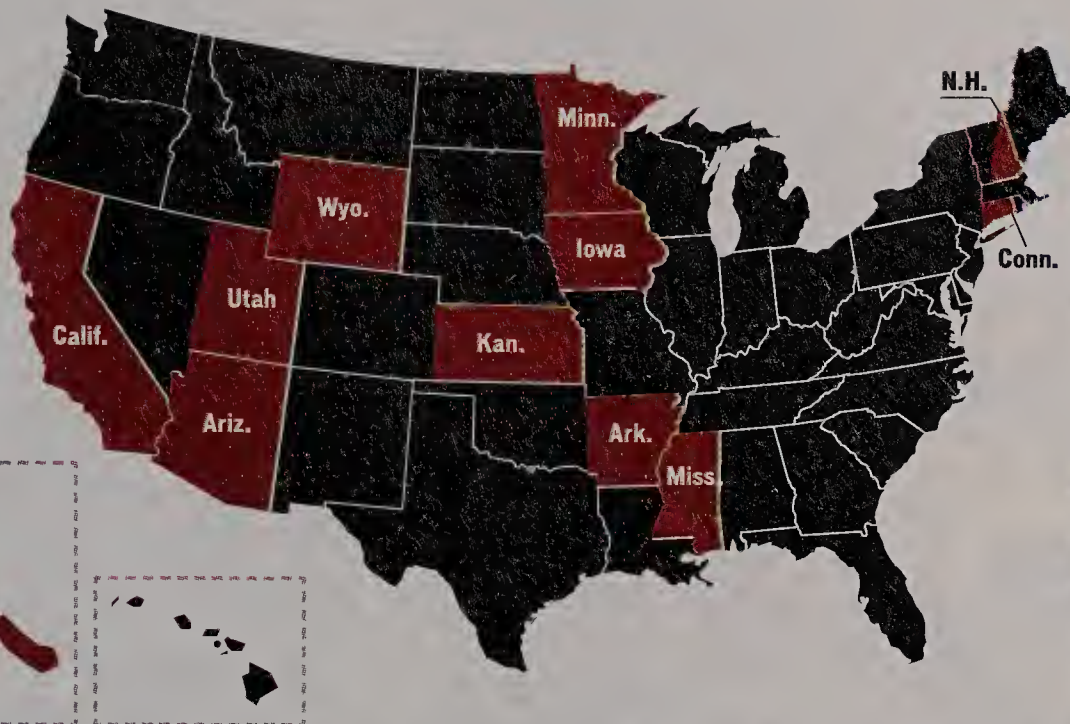 N.H.
Minn.
Wyo.
Iowa
Conn.
Utah
Calif.
Kan.
Ariz.
Ark.
Miss.